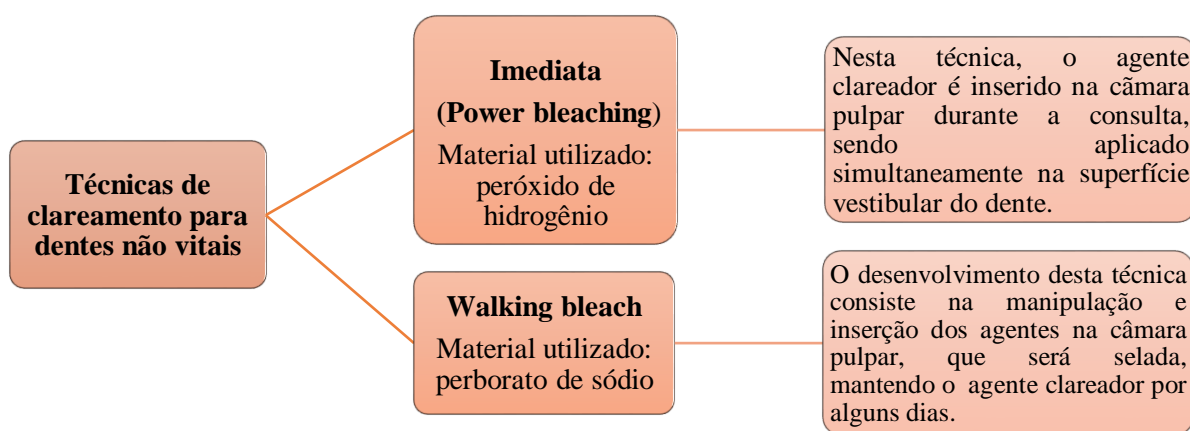 Técnicas de
clareamento para
dentes não vitais
Imediata
(Power bleaching)
Material utilizado:
peróxido de
hidrogênio
Nesta técnica, o agente
clareador é inserido na cãmara
pulpar durante a consulta,
sendo aplicado
simultaneamente na superfície
vestibular do dente.
Walking bleach
Material utilizado:
perborato de sódio
O desenvolvimento desta técnica
consiste na manipulação e
inserção dos agentes na câmara
pulpar, que será selada,
mantendo o agente clareador por
alguns dias.